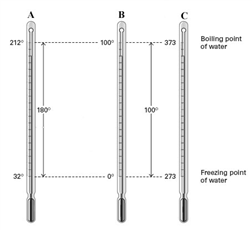 A B C
212° 100° 373 Boiling point
of water
180° 100°
32° 0° 273 Freezing point
of water